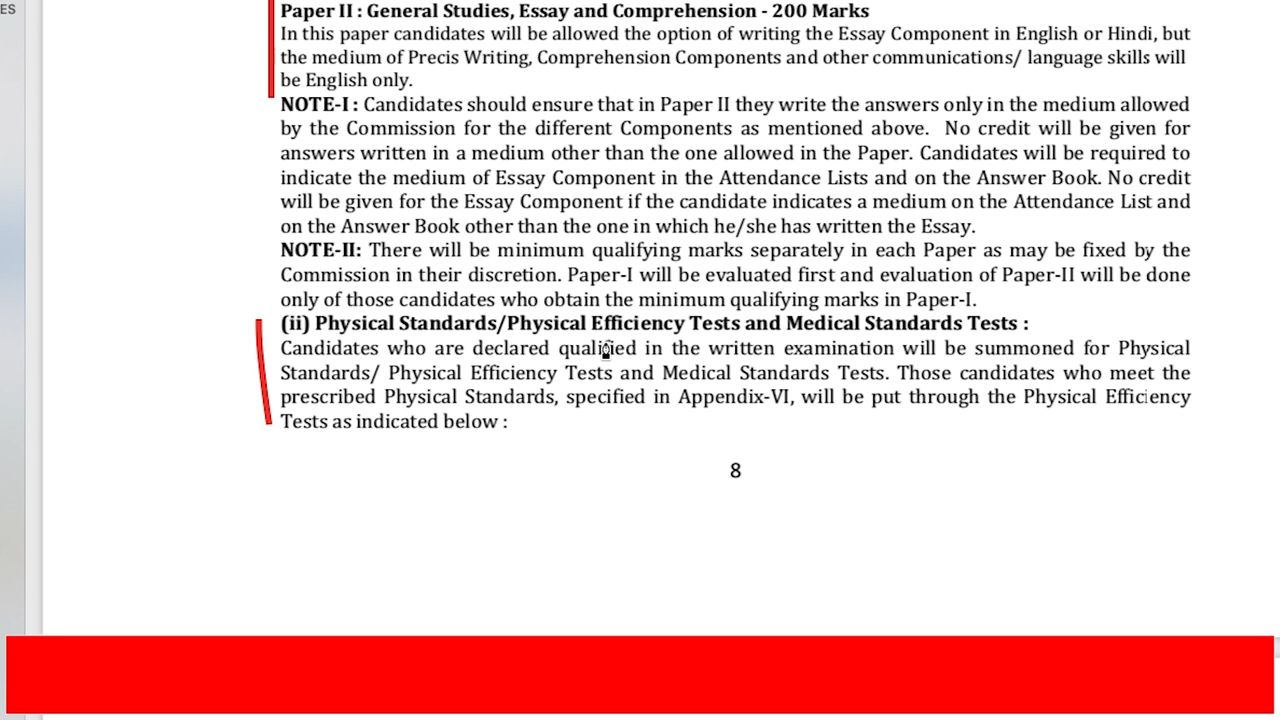 ES
Paper II : General Studies, Essay and Comprehension - 200 Marks
In this paper candidates will be allowed the option of writing the Essay Component in English or Hindi, but
the medium of Precis Writing, Comprehension Components and other communications/ language skills will
be English only.
NOTE-I : Candidates should ensure that in Paper II they write the answers only in the medium allowed
by the Commission for the different Components as mentioned above. No credit will be given for
answers written in a medium other than the one allowed in the Paper. Candidates will be required to
indicate the medium of Essay Component in the Attendance Lists and on the Answer Book. No credit
will be given for the Essay Component if the candidate indicates a medium on the Attendance List and
on the Answer Book other than the one in which he/she has written the Essay.
NOTE-II: There will be minimum qualifying marks separately in each Paper as may be fixed by the
Commission in their discretion. Paper-I will be evaluated first and evaluation of Paper-II will be done
only of those candidates who obtain the minimum qualifying marks in Paper-I.
(ii) Physical Standards/Physical Efficiency Tests and Medical Standards Tests :
Candidates who are declared qualified in the written examination will be summoned for Physical
Standards/ Physical Efficiency Tests and Medical Standards Tests. Those candidates who meet the
prescribed Physical Standards, specified in Appendix-VI, will be put through the Physical Efficiency
Tests as indicated below :
8